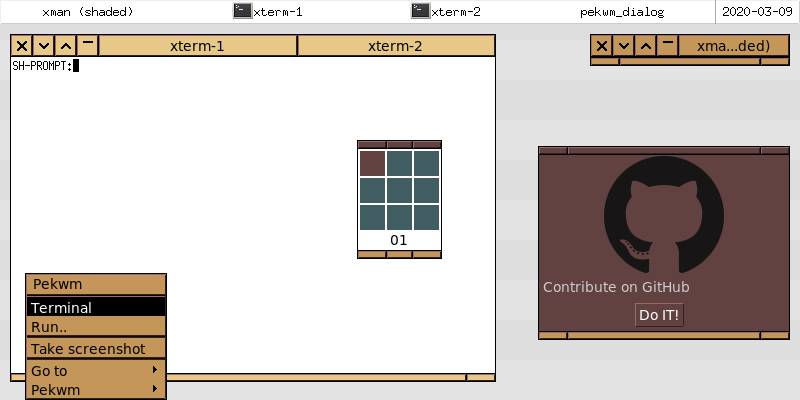 xman (shaded) xterm-1 xterm-2 pekwm_dialog 2020-03-09
xterm-1 xterm-2
xma...ded)
SH-PROMPT:
01
Pekwm
Terminal
Run..
Take screenshot
Go to
Pekwm
Contribute on GitHub
Do IT!